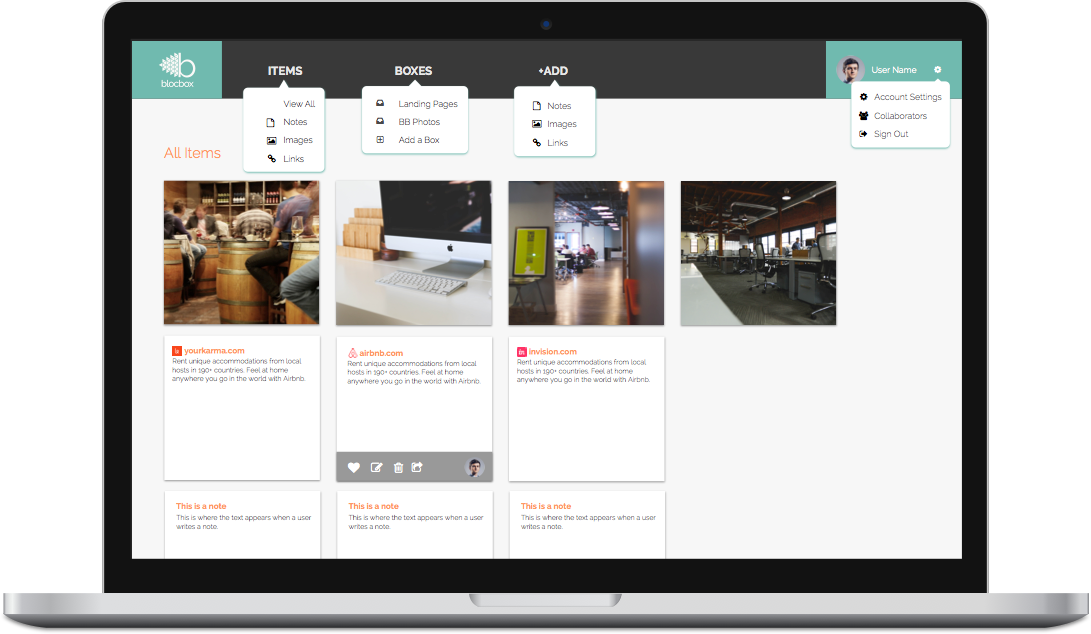 blocbox
ITEMS
BOXES
+ADD
User Name
View All
Notes
Images
Links
Landing Pages
BB Photos
Add a Box
Notes
Images
Links
Account Settings
Collaborators
Sign Out
All Items
yourkarma.com
Rent unique accommodations from local
hosts in 190+ countries. Feel at home
anywhere you go in the world with Airbnb.
airbnb.com
Rent unique accommodations from local
hosts in 190+ countries. Feel at home
anywhere you go in the world with Airbnb.
in
invision.com
Rent unique accommodations from local
hosts in 190+ countries. Feel at home
anywhere you go in the world with Airbnb.
This is a note
This is where the text appears when a user
writes a note.
This is a note
This is where the text appears when a user
writes a note.
This is a note
This is where the text appears when a user
writes a note.